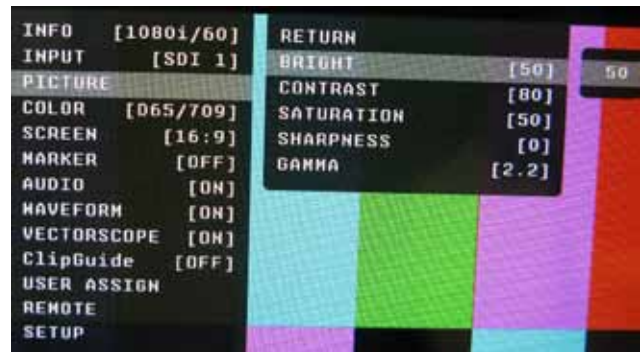 INFO [1080i/60]
INPUT [SDI 1]
PICTURE
COLOR [D65/709]
SCREEN [16:9]
MARKER [OFF]
AUDIO [ON]
WAVEFORM [ON]
VECTORSCOPE [ON]
ClipGuide [OFF]
USER ASSIGN
REMOTE
SETUP
RETURN
BRIGHT [50]
CONTRAST [80]
SATURATION [50]
SHARPNESS [0]
GAMMA [2.2]
50